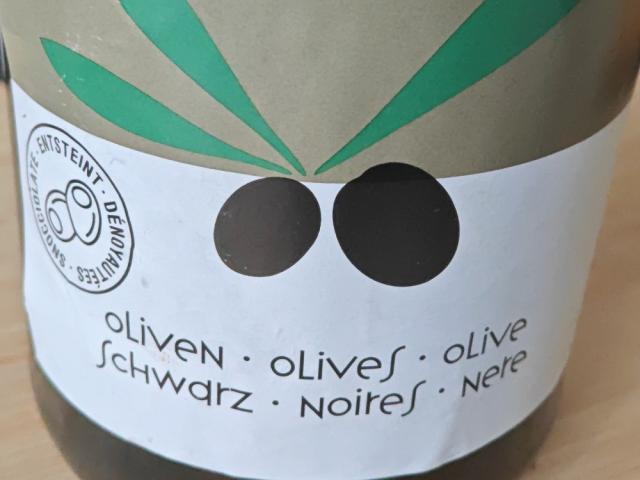 ENTSTEINT · DÉNOYAUTÉES · SNOCCIOLATE ·
OLIVEN · OLIVES · OLIVE
SCHWARZ · NOIRES · NERE